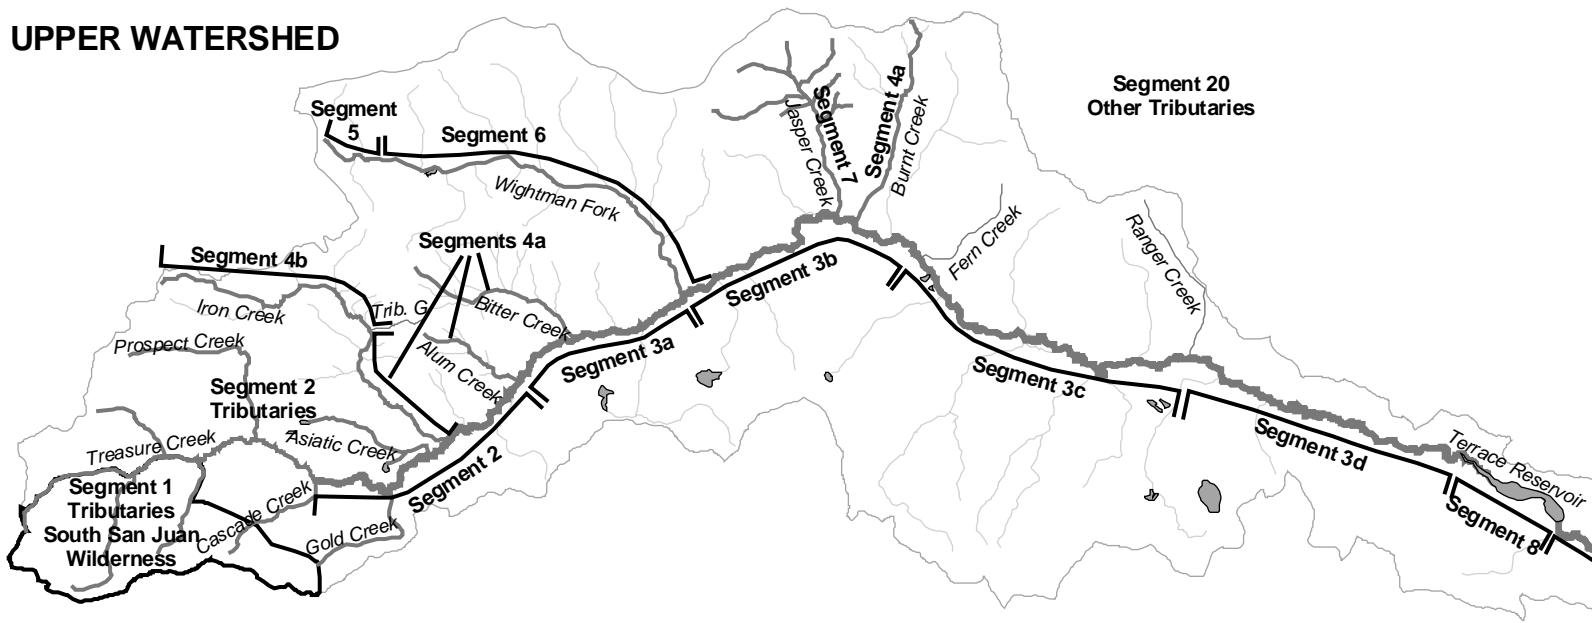 UPPER WATERSHED
Segment 20
Other Tributaries
Segment
5
Segment 6
Wightman Fork
Jasper Creek
Segment 7
Segment 4a
Burnt Creek
Fern Creek
Ranger Creek
Segments 4a
Segment 4b
Iron Creek
Trib. G
Bitter Creek
Alum Creek
Prospect Creek
Segment 2
Tributaries
Treasure Creek
Asiatic Creek
Segment 1
Tributaries
South San Juan
Wilderness
Cascade Creek
Gold Creek
Segment 2
Segment 3a
Segment 3b
Segment 3c
Segment 3d
Terrace Reservoir
Segment 8